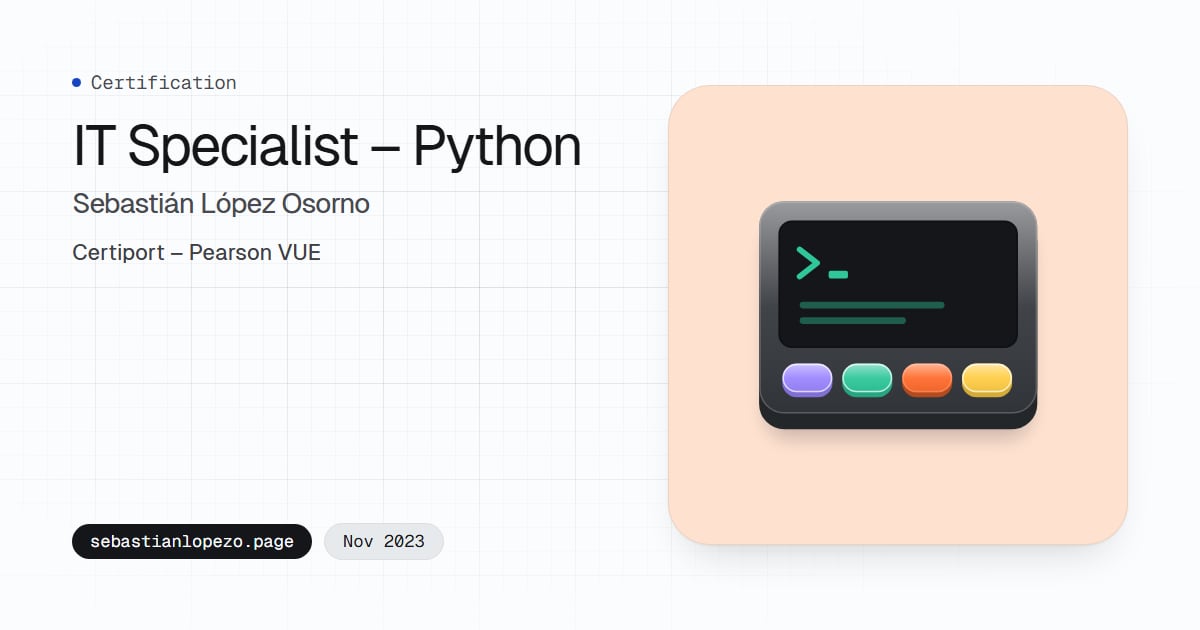 Certification
IT Specialist – Python
Sebastián López Osorno
Certiport – Pearson VUE
>_
sebastianlopezo.page
Nov 2023